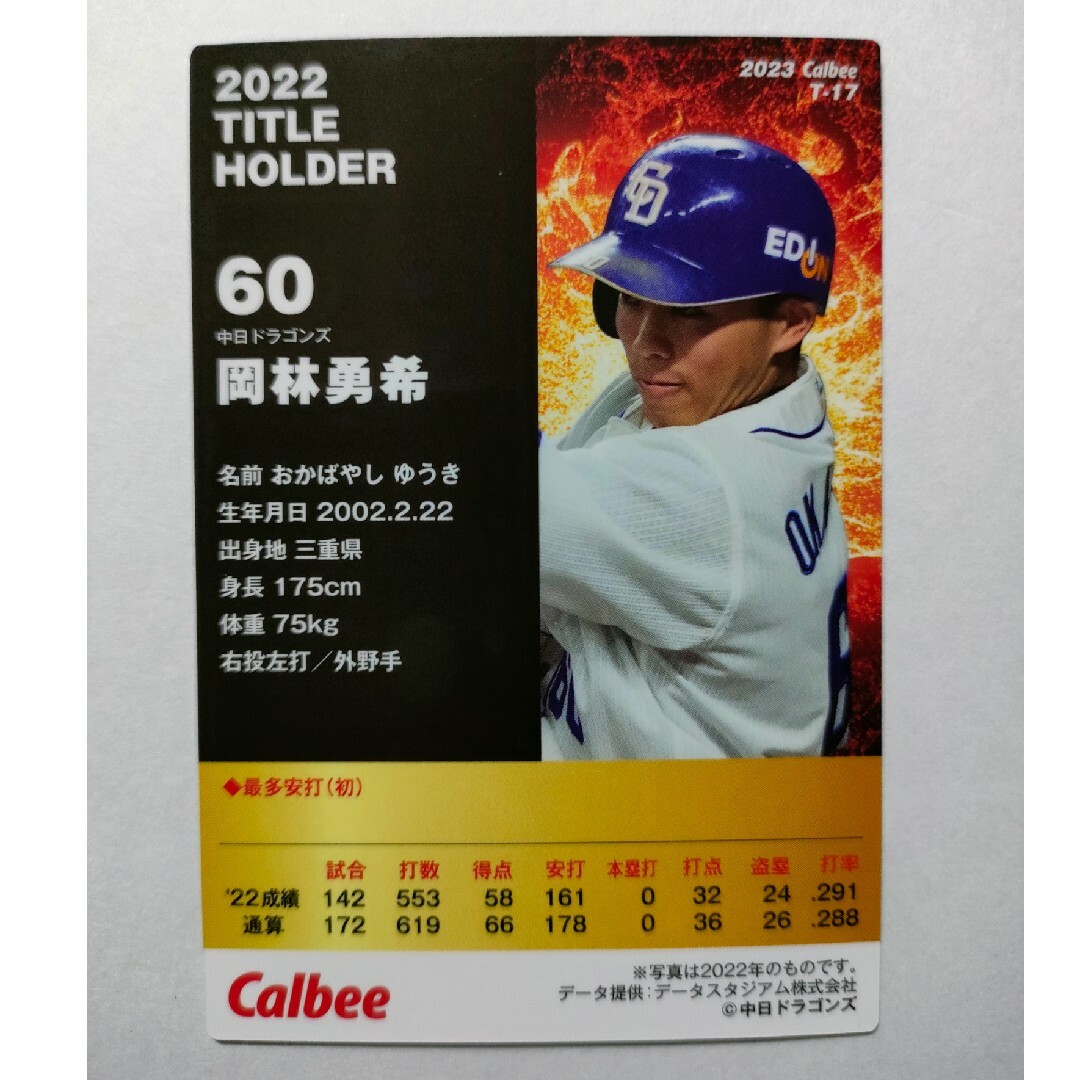 2022
TITLE
HOLDER
2023 Calbee
T-17
60
中日ドラゴンズ
岡林勇希
名前 おかばやし ゆうき
生年月日 2002.2.22
出身地 三重県
身長 175cm
体重 75kg
右投左打／外野手
CD
EDION
OK
◆最多安打(初)
試合 打数 得点 安打 本塁打 打点 盗塁 打率
'22成績 142 553 58 161 0 32 24 .291
通算 172 619 66 178 0 36 26 .288
Calbee
※写真は2022年のものです。
データ提供:データスタジアム株式会社
©中日ドラゴンズ